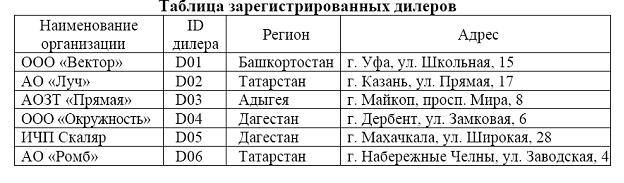 Таблица зарегистрированных дилеров
Наименование организации ID дилера Регион Адрес
ООО «Вектор» D01 Башкортостан г. Уфа, ул. Школьная, 15
АО «Луч» D02 Татарстан г. Казань, ул. Прямая, 17
АОЗТ «Прямая» D03 Адыгея г. Майкоп, просп. Мира, 8
ООО «Окружность» D04 Дагестан г. Дербент, ул. Замковая, 6
ИЧП Скаляр D05 Дагестан г. Махачкала, ул. Широкая, 28
АО «Ромб» D06 Татарстан г. Набережные Челны, ул. Заводская, 4